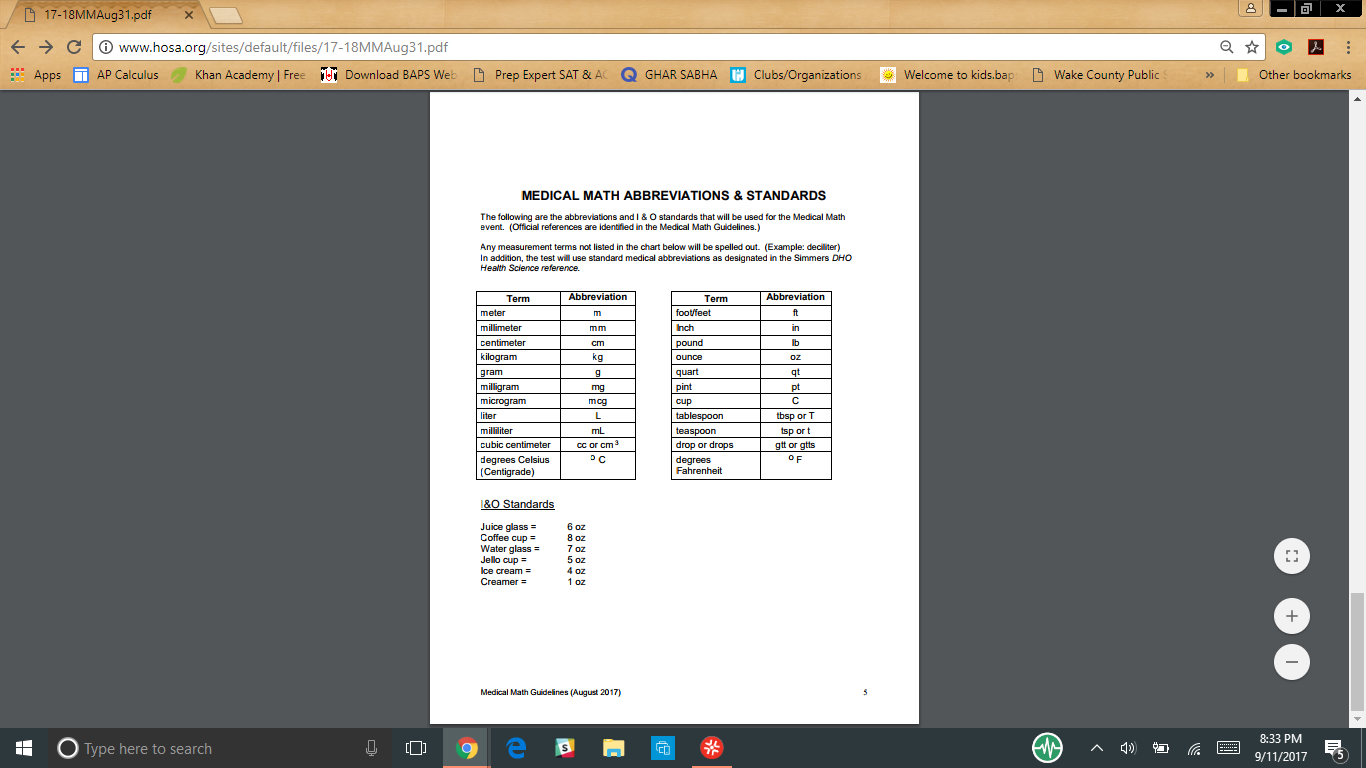 17-18MMAug31.pdf
www.hosa.org/sites/default/files/17-18MMAug31.pdf
Apps AP Calculus Khan Academy | Free Download BAPS Web Prep Expert SAT & AC GHAR SABHA Clubs/Organizations Welcome to kids.bap Wake County Public S » Other bookmarks
MEDICAL MATH ABBREVIATIONS & STANDARDS
The following are the abbreviations and I & O standards that will be used for the Medical Math
event. (Official references are identified in the Medical Math Guidelines.)
Any measurement terms not listed in the chart below will be spelled out. (Example: deciliter)
In addition, the test will use standard medical abbreviations as designated in the Simmers DHO
Health Science reference.
Term Abbreviation
meter m
millimeter mm
centimeter cm
kilogram kg
gram g
milligram mg
microgram mcg
liter L
milliliter mL
cubic centimeter cc or cm³
degrees Celsius º C
(Centigrade)
Term Abbreviation
foot/feet ft
Inch in
pound lb
ounce oz
quart qt
pint pt
cup C
tablespoon tbsp or T
teaspoon tsp or t
drop or drops gtt or gtts
degrees º F
Fahrenheit
I&O Standards
Juice glass = 6 oz
Coffee cup = 8 oz
Water glass = 7 oz
Jello cup = 5 oz
Ice cream = 4 oz
Creamer = 1 oz
Medical Math Guidelines (August 2017) 5
Type here to search
8:33 PM
9/11/2017
5